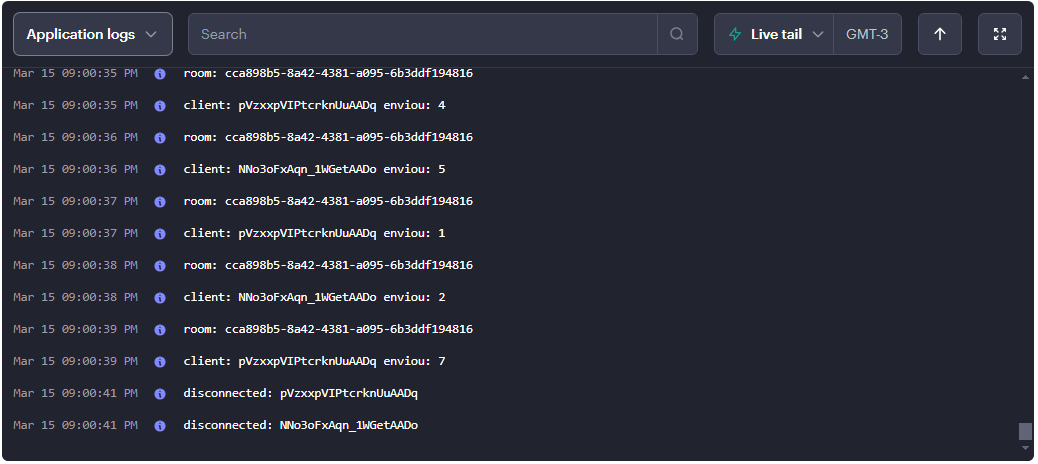 Application logs
Search
Live tail
GMT-3
Mar 15 09:00:35 PM room: cca898b5-8a42-4381-a095-6b3ddf194816
Mar 15 09:00:35 PM client: pVzxxpVIPtcrknUuAADq enviou: 4
Mar 15 09:00:36 PM room: cca898b5-8a42-4381-a095-6b3ddf194816
Mar 15 09:00:36 PM client: NNo3oFxAqn_1WGetAADo enviou: 5
Mar 15 09:00:37 PM room: cca898b5-8a42-4381-a095-6b3ddf194816
Mar 15 09:00:37 PM client: pVzxxpVIPtcrknUuAADq enviou: 1
Mar 15 09:00:38 PM room: cca898b5-8a42-4381-a095-6b3ddf194816
Mar 15 09:00:38 PM client: NNo3oFxAqn_1WGetAADo enviou: 2
Mar 15 09:00:39 PM room: cca898b5-8a42-4381-a095-6b3ddf194816
Mar 15 09:00:39 PM client: pVzxxpVIPtcrknUuAADq enviou: 7
Mar 15 09:00:41 PM disconnected: pVzxxpVIPtcrknUuAADq
Mar 15 09:00:41 PM disconnected: NNo3oFxAqn_1WGetAADo